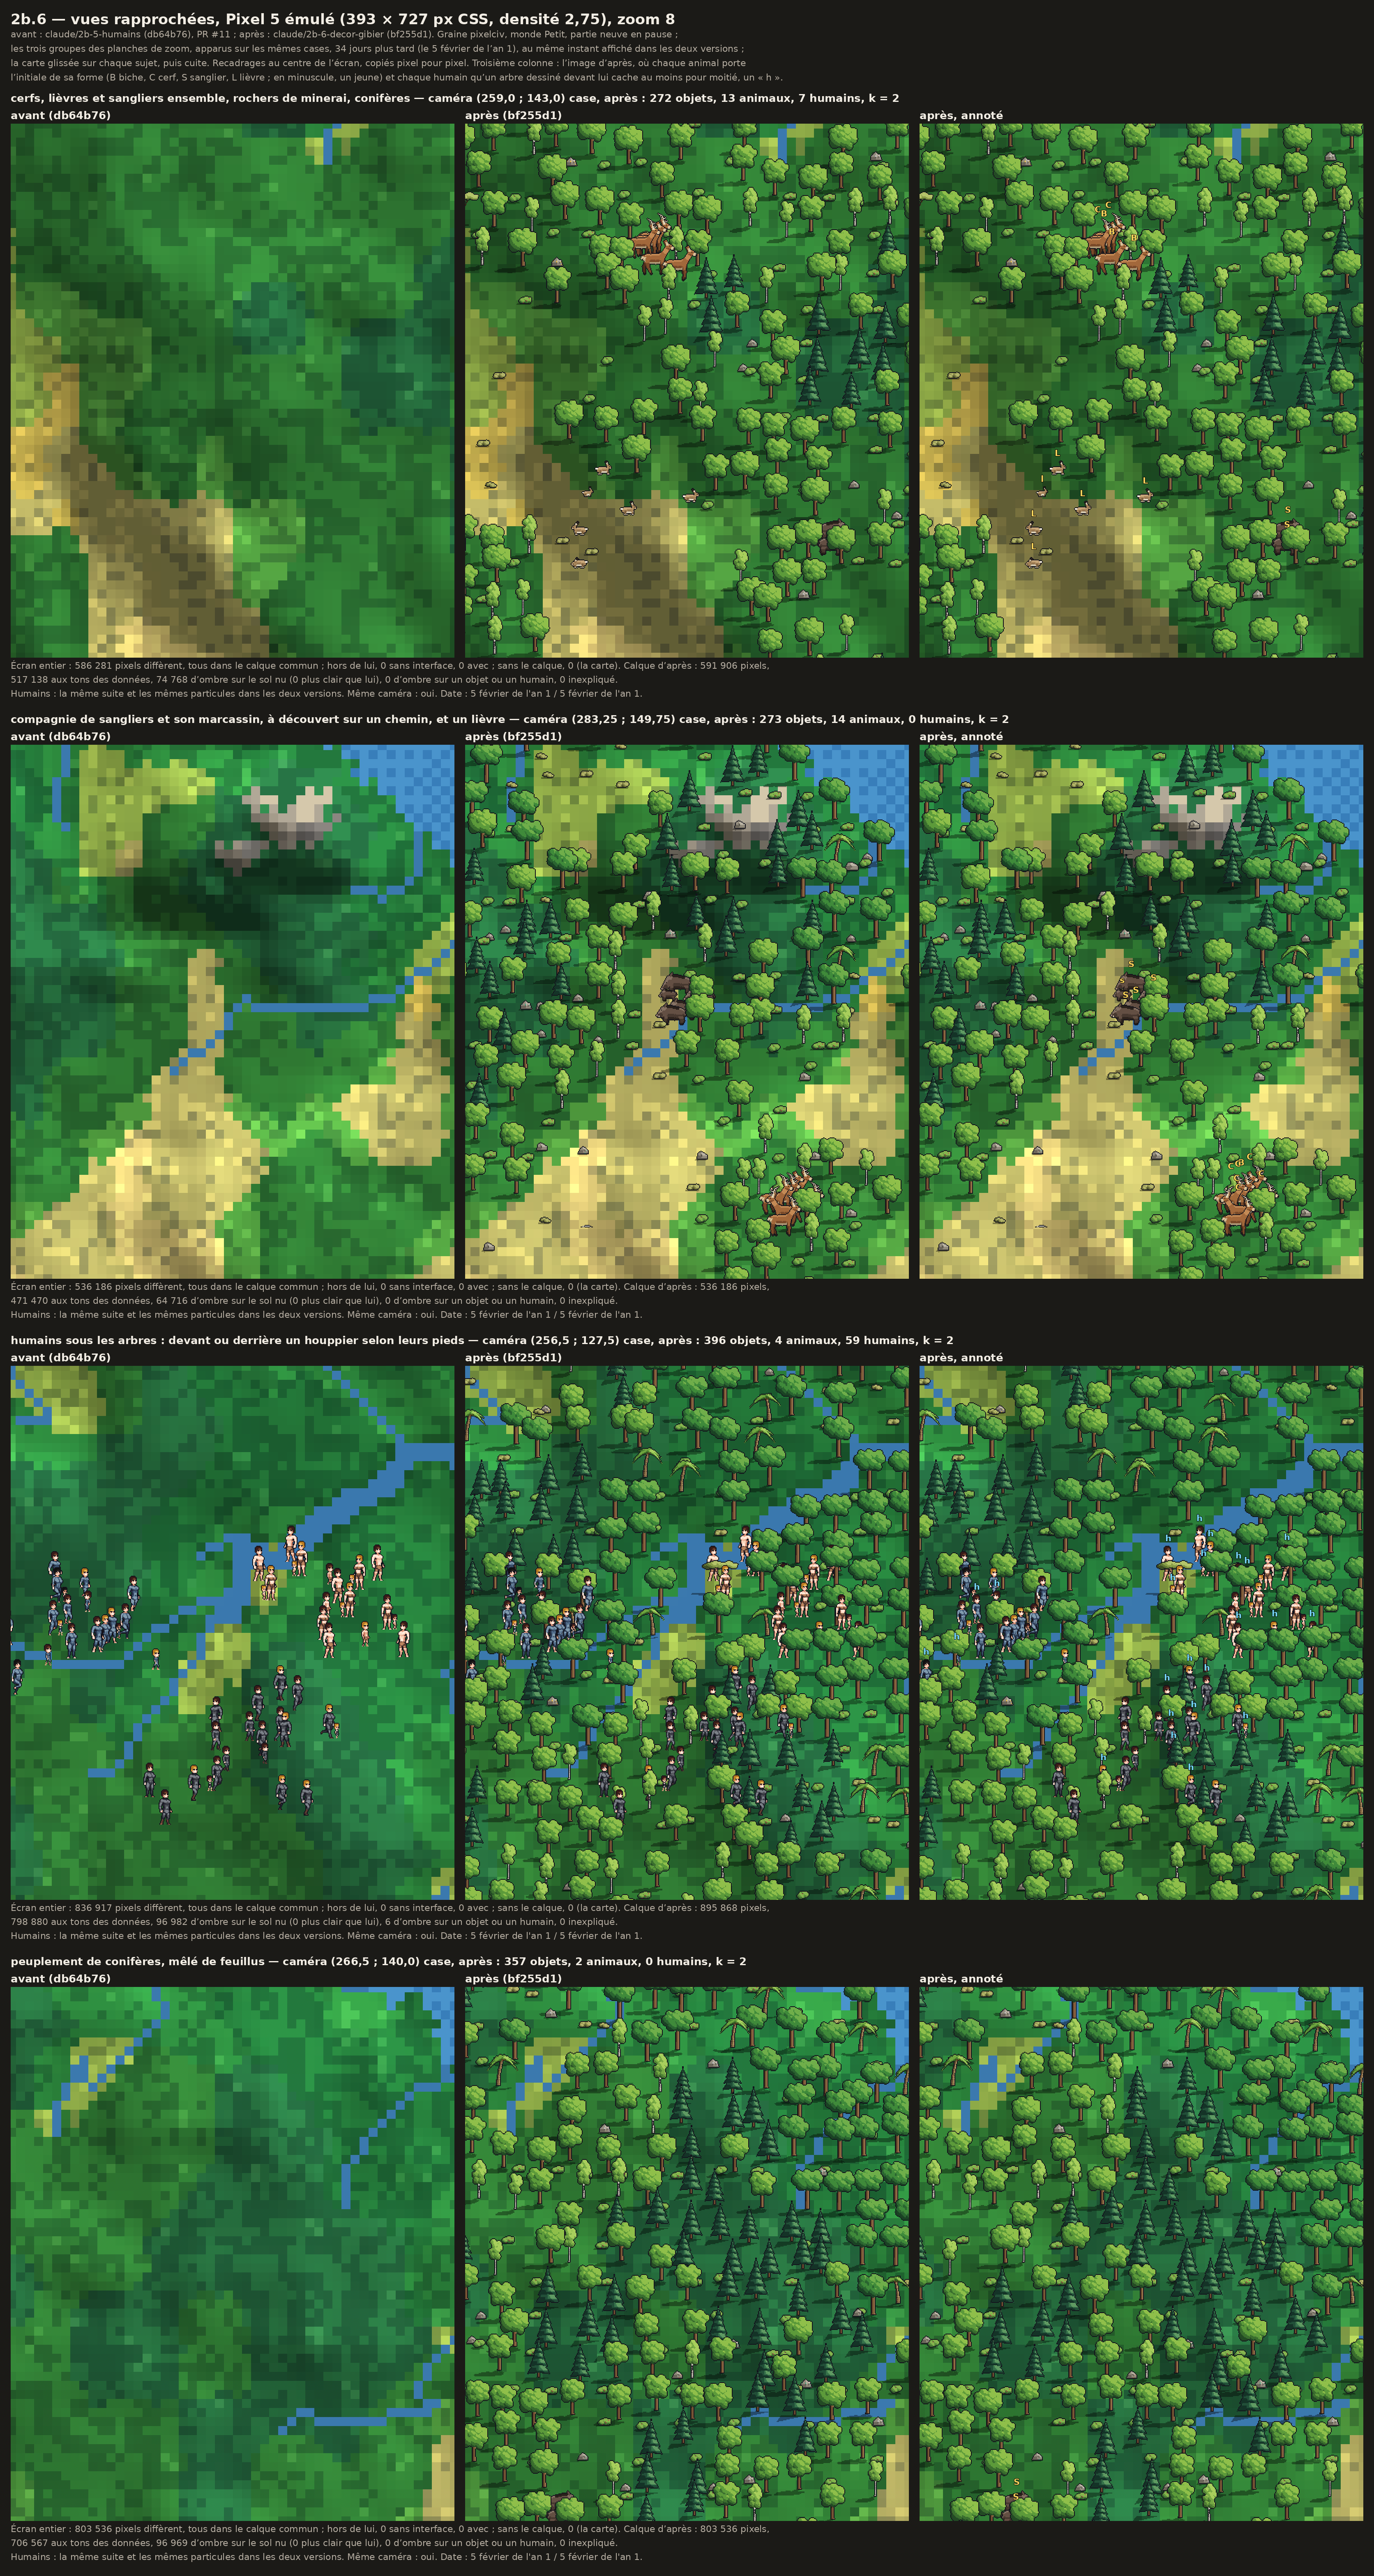 2b.6 — vues rapprochées, Pixel 5 émulé (393 × 727 px CSS, densité 2,75), zoom 8
avant : claude/2b-5-humains (db64b76), PR #11 ; après : claude/2b-6-decor-gibier (bf255d1). Graine pixelciv, monde Petit, partie neuve en pause ;
les trois groupes des planches de zoom, apparus sur les mêmes cases, 34 jours plus tard (le 5 février de l’an 1), au même instant affiché dans les deux versions ;
la carte glissée sur chaque sujet, puis cuite. Recadrages au centre de l’écran, copiés pixel pour pixel. Troisième colonne : l’image d’après, où chaque animal porte
l’initiale de sa forme (B biche, C cerf, S sanglier, L lièvre ; en minuscule, un jeune) et chaque humain qu’un arbre dessiné devant lui cache au moins pour moitié, un « h ».
cerfs, lièvres et sangliers ensemble, rochers de minerai, conifères — caméra (259,0 ; 143,0) case, après : 272 objets, 13 animaux, 7 humains, k = 2
avant (db64b76)
après (bf255d1)
après, annoté
Écran entier : 586 281 pixels diffèrent, tous dans le calque commun ; hors de lui, 0 sans interface, 0 avec ; sans le calque, 0 (la carte). Calque d’après : 591 906 pixels,
517 138 aux tons des données, 74 768 d’ombre sur le sol nu (0 plus clair que lui), 0 d’ombre sur un objet ou un humain, 0 inexpliqué.
Humains : la même suite et les mêmes particules dans les deux versions. Même caméra : oui. Date : 5 février de l'an 1 / 5 février de l'an 1.
compagnie de sangliers et son marcassin, à découvert sur un chemin, et un lièvre — caméra (283,25 ; 149,75) case, après : 273 objets, 14 animaux, 0 humains, k = 2
avant (db64b76)
après (bf255d1)
après, annoté
Écran entier : 536 186 pixels diffèrent, tous dans le calque commun ; hors de lui, 0 sans interface, 0 avec ; sans le calque, 0 (la carte). Calque d’après : 536 186 pixels,
471 470 aux tons des données, 64 716 d’ombre sur le sol nu (0 plus clair que lui), 0 d’ombre sur un objet ou un humain, 0 inexpliqué.
Humains : la même suite et les mêmes particules dans les deux versions. Même caméra : oui. Date : 5 février de l'an 1 / 5 février de l'an 1.
humains sous les arbres : devant ou derrière un houppier selon leurs pieds — caméra (256,5 ; 127,5) case, après : 396 objets, 4 animaux, 59 humains, k = 2
avant (db64b76)
après (bf255d1)
après, annoté
Écran entier : 836 917 pixels diffèrent, tous dans le calque commun ; hors de lui, 0 sans interface, 0 avec ; sans le calque, 0 (la carte). Calque d’après : 895 868 pixels,
798 880 aux tons des données, 96 982 d’ombre sur le sol nu (0 plus clair que lui), 6 d’ombre sur un objet ou un humain, 0 inexpliqué.
Humains : la même suite et les mêmes particules dans les deux versions. Même caméra : oui. Date : 5 février de l'an 1 / 5 février de l'an 1.
peuplement de conifères, mêlé de feuillus — caméra (266,5 ; 140,0) case, après : 357 objets, 2 animaux, 0 humains, k = 2
avant (db64b76)
après (bf255d1)
après, annoté
Écran entier : 803 536 pixels diffèrent, tous dans le calque commun ; hors de lui, 0 sans interface, 0 avec ; sans le calque, 0 (la carte). Calque d’après : 803 536 pixels,
706 567 aux tons des données, 96 969 d’ombre sur le sol nu (0 plus clair que lui), 0 d’ombre sur un objet ou un humain, 0 inexpliqué.
Humains : la même suite et les mêmes particules dans les deux versions. Même caméra : oui. Date : 5 février de l'an 1 / 5 février de l'an 1.